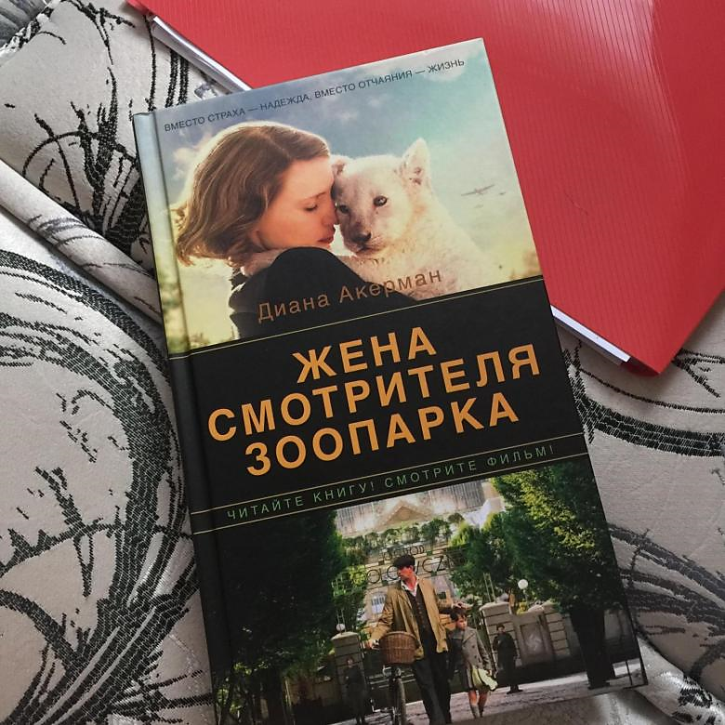 ВМЕСТО СТРАХА — НАДЕЖДА, ВМЕСТО ОТЧАЯНИЯ — ЖИЗНЬ
Диана Акерман
ЖЕНА
СМОТРИТЕЛЯ
ЗООПАРКА
ЧИТАЙТЕ КНИГУ! СМОТРИТЕ ФИЛЬМ!